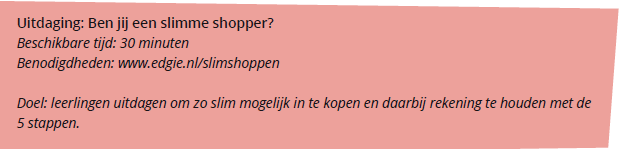 Uitdaging: Ben jij een slimme shopper?
Beschikbare tijd: 30 minuten
Benodigdheden: www.edgie.nl/slimshoppen
Doel: leerlingen uitdagen om zo slim mogelijk in te kopen en daarbij rekening te houden met de
5 stappen.